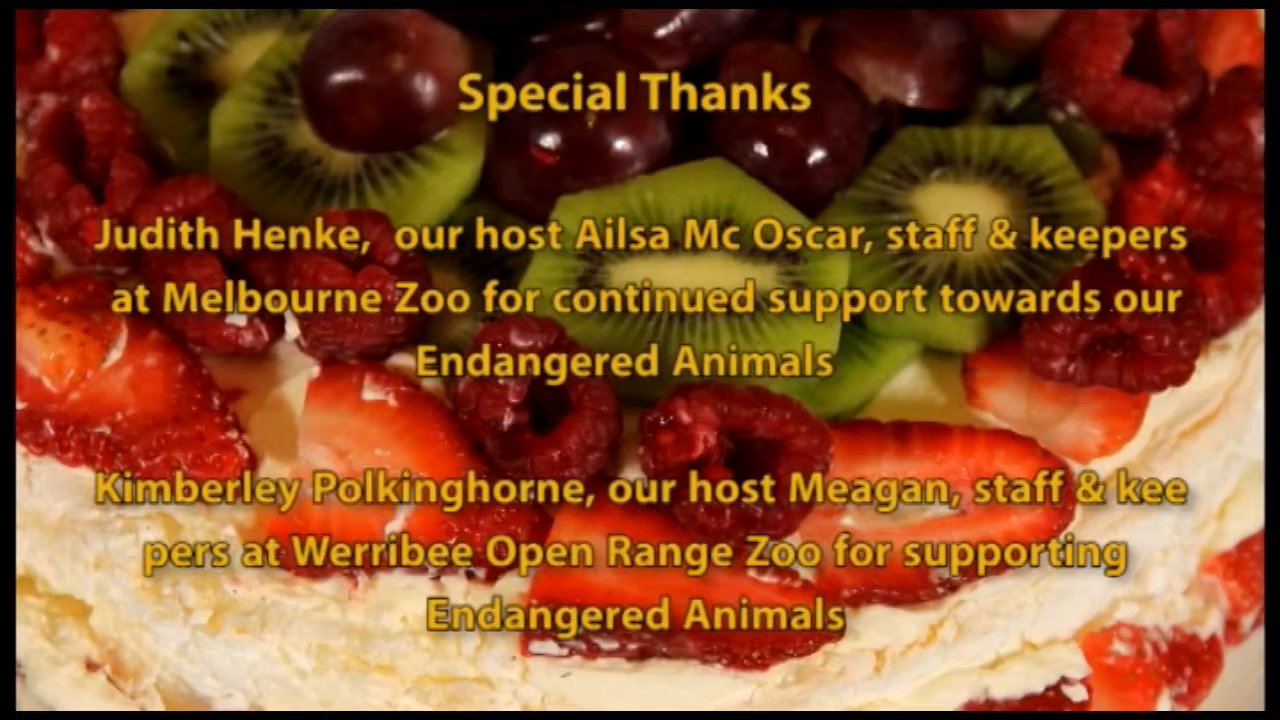 Special Thanks
Judith Henke, our host Ailsa Mc Oscar, staff & keepers
at Melbourne Zoo for continued support towards our
Endangered Animals
Kimberley Polkinghorne, our host Meagan, staff & kee
pers at Werribee Open Range Zoo for supporting
Endangered Animals